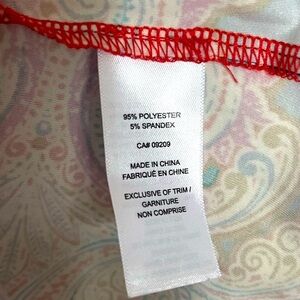 95% POLYESTER
5% SPANDEX
CA# 09209
MADE IN CHINA
FABRIQUÉ EN CHINE
EXCLUSIVE OF TRIM /
GARNITURE
NON COMPRISE